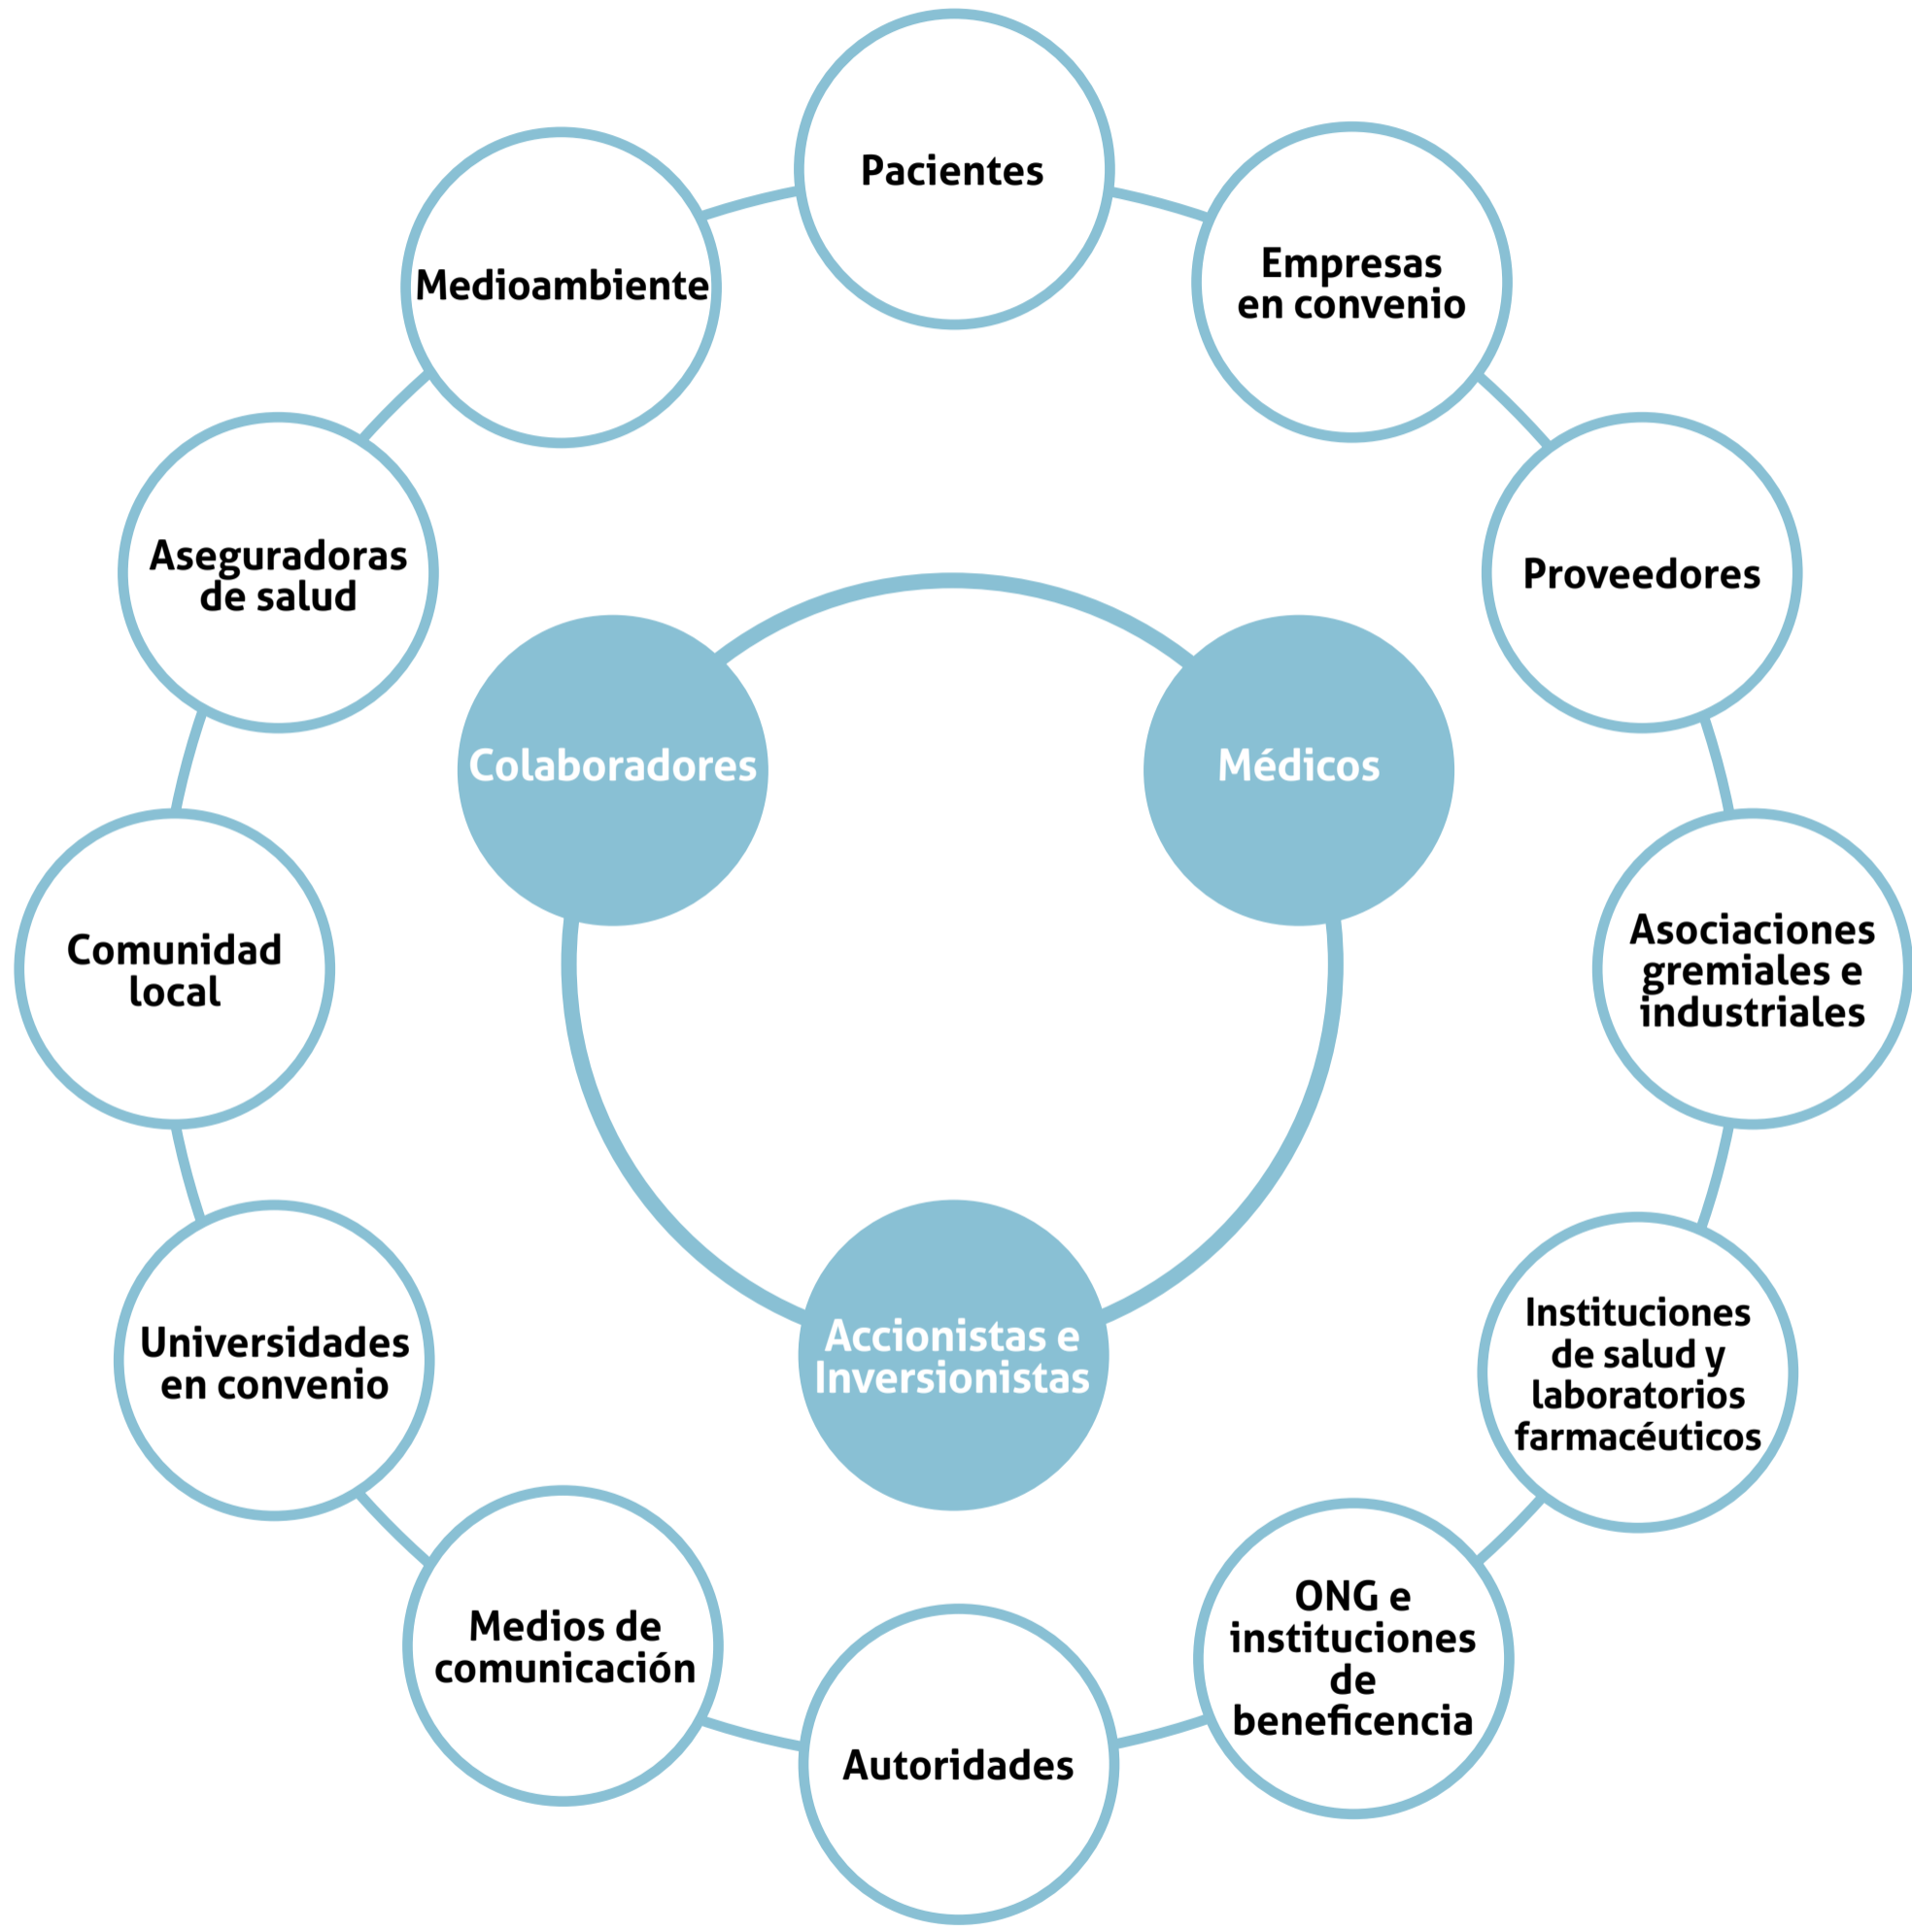 Pacientes
Empresas
en convenio
Proveedores
Asociaciones
gremiales e
industriales
Instituciones
de salud y
laboratorios
farmacéuticos
ONG e
instituciones
de
beneficencia
Autoridades
Medios de
comunicación
Universidades
en convenio
Comunidad
local
Aseguradoras
de salud
Medioambiente
Colaboradores
Médicos
Accionistas e
Inversionistas